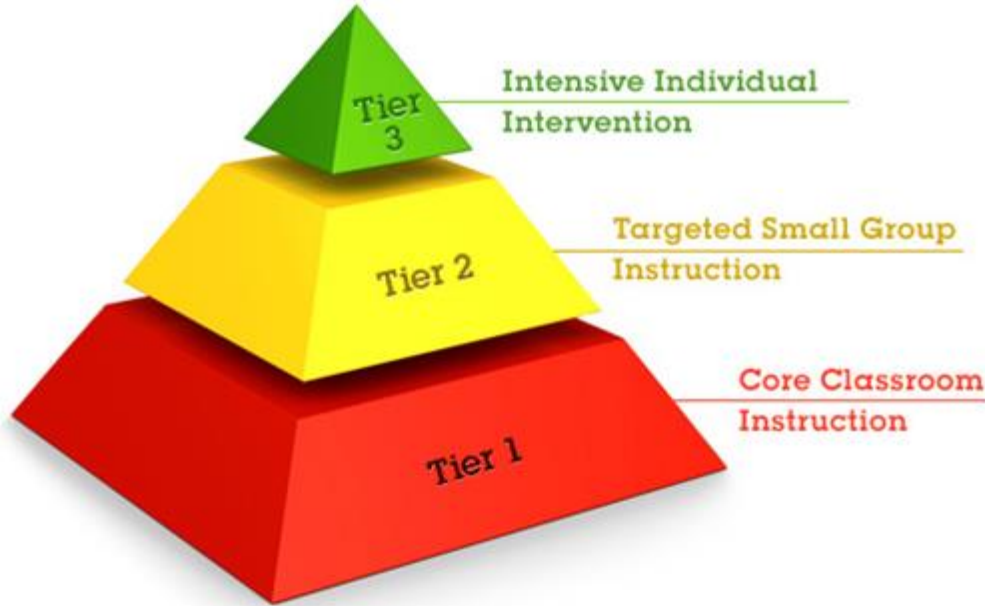 Tier
3
Intensive Individual
Intervention
Tier 2
Targeted Small Group
Instruction
Tier 1
Core Classroom
Instruction